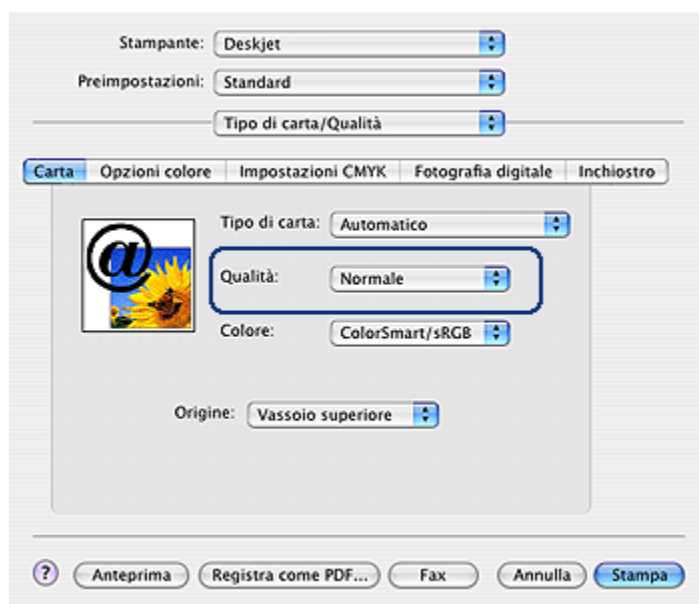 Stampante: Deskjet
Preimpostazioni: Standard
Tipo di carta/Qualità
Carta Opzioni colore Impostazioni CMYK Fotografia digitale Inchiostro
Tipo di carta: Automatico
@
Qualità: Normale
Colore: ColorSmart/sRGB
Origine: Vassoio superiore
? Anteprima Registra come PDF... Fax Annulla Stampa